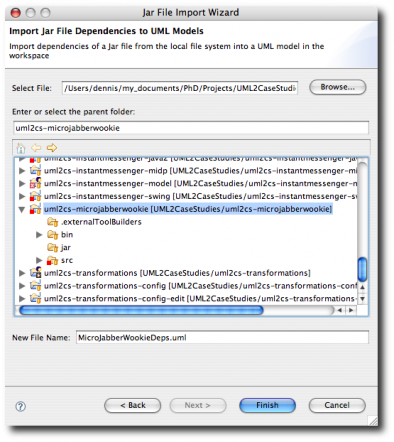 Jar File Import Wizard
Import Jar File Dependencies to UML Models
Import dependencies of a Jar file from the local file system into a UML model in the
workspace
Select File: /Users/dennis/my_documents/PhD/Projects/UML2CaseStudi Browse...
Enter or select the parent folder:
uml2cs-microjabberwookie
uml2cs-instantmessenger-java2 [UML2CaseStudies/uml2cs-instantmessenger-jav
uml2cs-instantmessenger-midp [UML2CaseStudies/uml2cs-instantmessenger-mi
uml2cs-instantmessenger-model [UML2CaseStudies/uml2cs-instantmessenger-m
uml2cs-instantmessenger-swing [UML2CaseStudies/uml2cs-instantmessenger-sw
uml2cs-microjabberwookie [UML2CaseStudies/uml2cs-microjabberwookie]
.externalToolBuilders
bin
jar
src
uml2cs-transformations [UML2CaseStudies/uml2cs-transformations]
uml2cs-transformations-config [UML2CaseStudies/uml2cs-transformations-conf
uml2cs-transformations-config-edit [UML2CaseStudies/uml2cs-transformations-
New File Name: MicroJabberWookieDeps.uml
? < Back Next > Finish Cancel